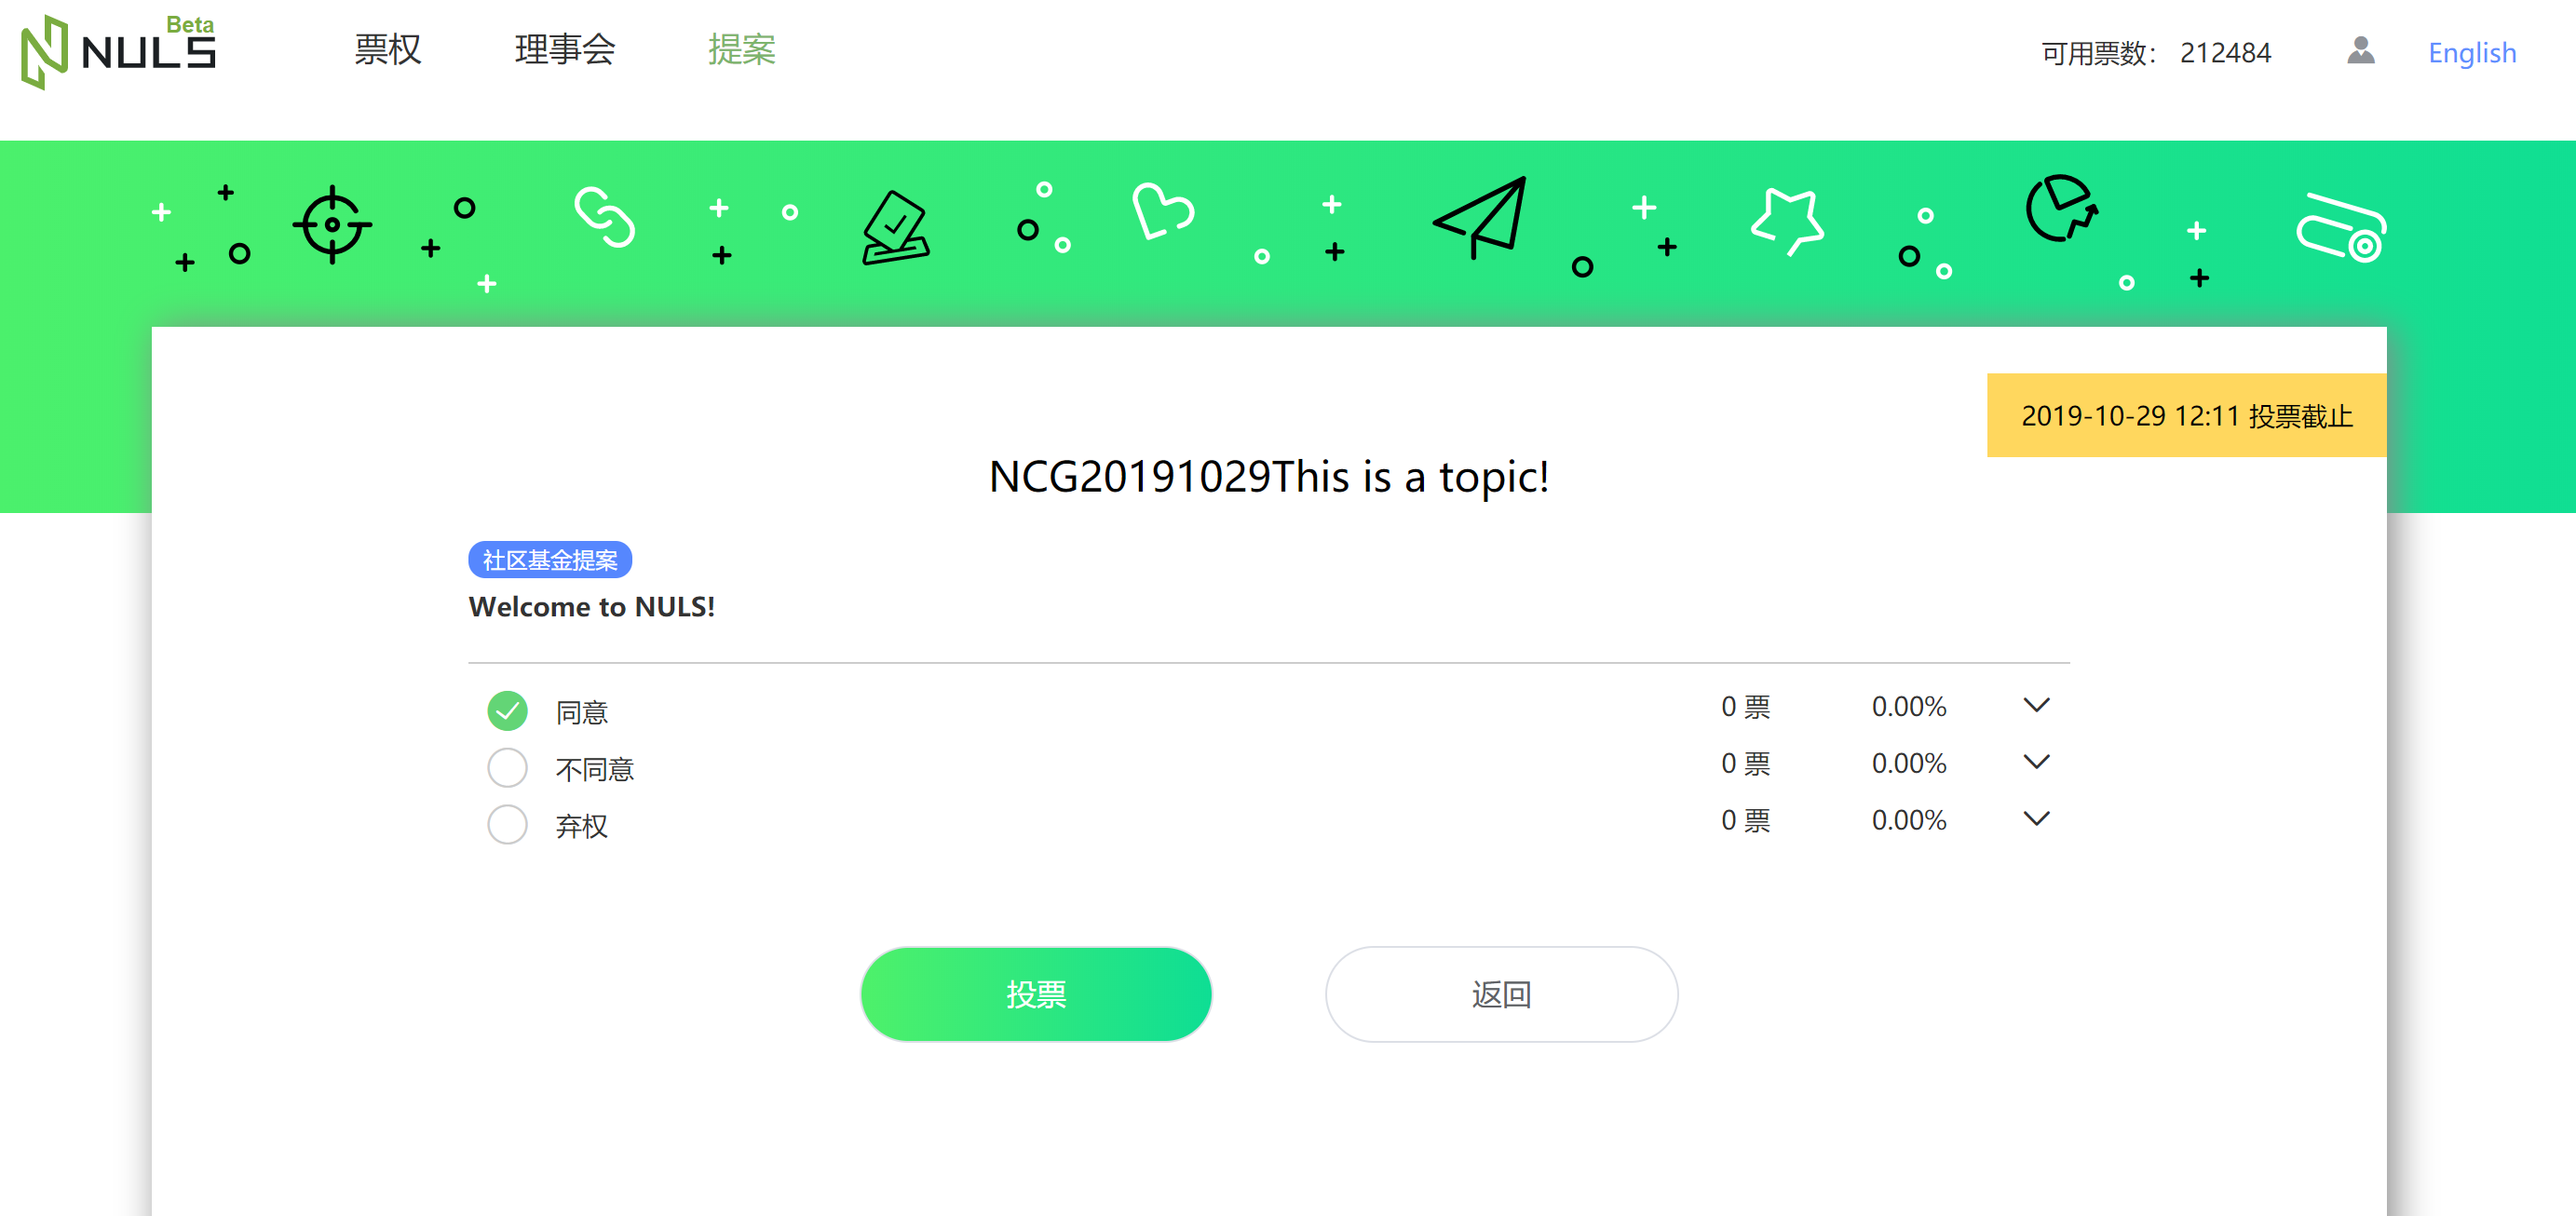 NULS Beta
票权 理事会 提案 可用票数： 212484 English
2019-10-29 12:11 投票截止
NCG20191029This is a topic!
社区基金提案
Welcome to NULS!
同意 0 票 0.00%
不同意 0 票 0.00%
弃权 0 票 0.00%
投票 返回